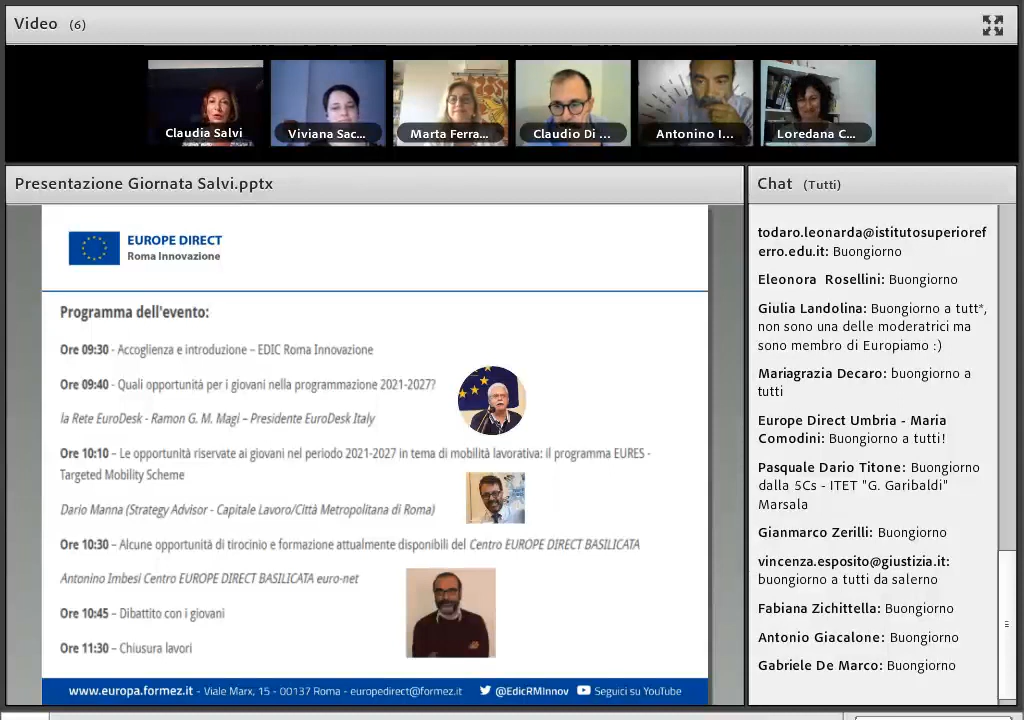 Video (6)
Claudia Salvi
Viviana Sac...
Marta Ferra...
Claudio Di ...
Antonino I...
Loredana C...
Presentazione Giornata Salvi.pptx
EUROPE DIRECT
Roma Innovazione
Programma dell'evento:
Ore 09:30 - Accoglienza e introduzione – EDIC Roma Innovazione
Ore 09:40 - Quali opportunità per i giovani nella programmazione 2021-2027?
la Rete EuroDesk - Ramon G. M. Magi – Presidente EuroDesk Italy
Ore 10:10 – Le opportunità riservate ai giovani nel periodo 2021-2027 in tema di mobilità lavorativa: il programma EURES -
Targeted Mobility Scheme
Dario Manna (Strategy Advisor - Capitale Lavoro/Città Metropolitana di Roma)
Ore 10:30 – Alcune opportunità di tirocinio e formazione attualmente disponibili del Centro EUROPE DIRECT BASILICATA
Antonino Imbesi Centro EUROPE DIRECT BASILICATA euro-net
Ore 10:45 – Dibattito con i giovani
Ore 11:30 – Chiusura lavori
www.europa.formez.it - Viale Marx, 15 - 00137 Roma - europedirect@formez.it @EdicRMInnov Seguici su YouTube
Chat (Tutti)
todaro.leonarda@istitutosuperioref
erro.edu.it: Buongiorno
Eleonora Rosellini: Buongiorno
Giulia Landolina: Buongiorno a tutt*,
non sono una delle moderatrici ma
sono membro di Europiamo :)
Mariagrazia Decaro: buongiorno a
tutti
Europe Direct Umbria - Maria
Comodini: Buongiorno a tutti!
Pasquale Dario Titone: Buongiorno
dalla 5Cs - ITET "G. Garibaldi"
Marsala
Gianmarco Zerilli: Buongiorno
vincenza.esposito@giustizia.it:
buongiorno a tutti da salerno
Fabiana Zichittella: Buongiorno
Antonio Giacalone: Buongiorno
Gabriele De Marco: Buongiorno